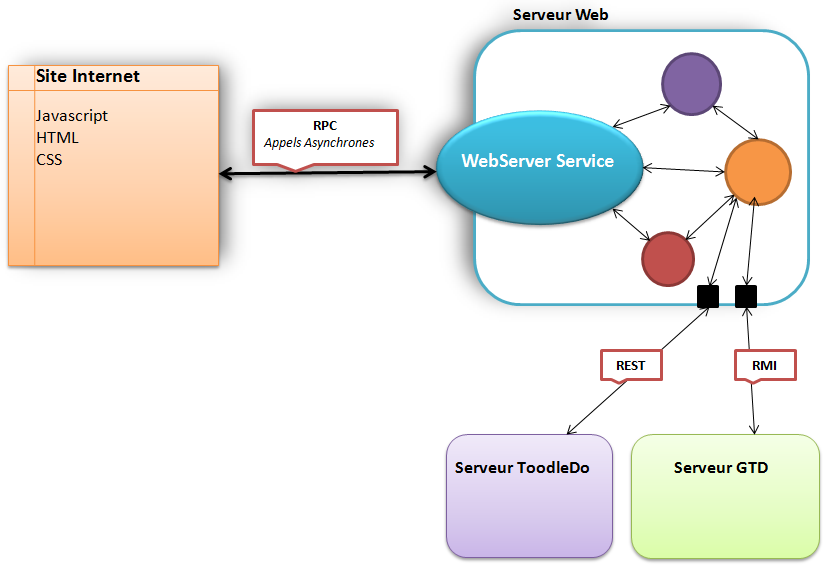 Serveur Web
Site Internet
Javascript
HTML
CSS
RPC
Appels Asynchrones
WebServer Service
REST
RMI
Serveur ToodleDo
Serveur GTD